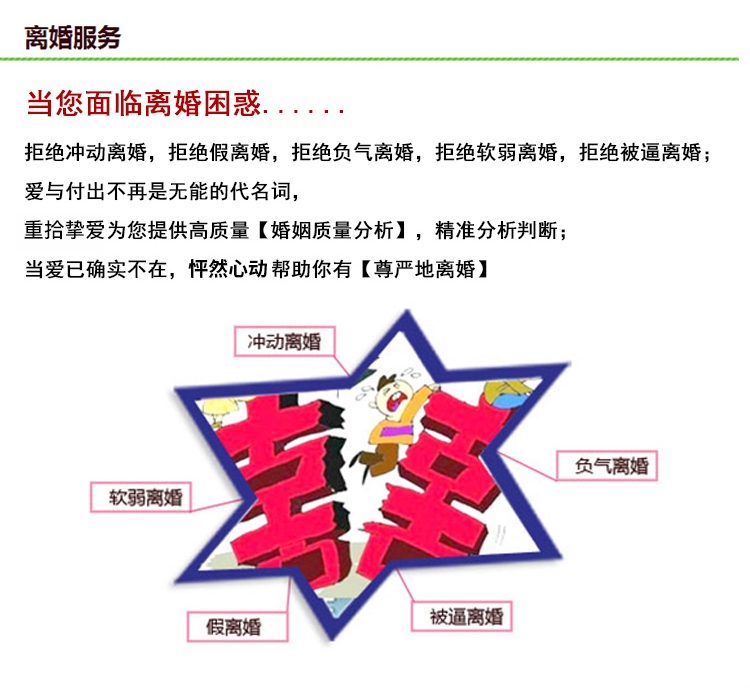 离婚服务
当您面临离婚困惑......
拒绝冲动离婚，拒绝假离婚，拒绝负气离婚，拒绝软弱离婚，拒绝被逼离婚；
爱与付出不再是无能的代名词，
重拾挚爱为您提供高质量【婚姻质量分析】，精准分析判断；
当爱已确实不在，怦然心动帮助你有【尊严地离婚】
冲动离婚
负气离婚
软弱离婚
假离婚
被逼离婚